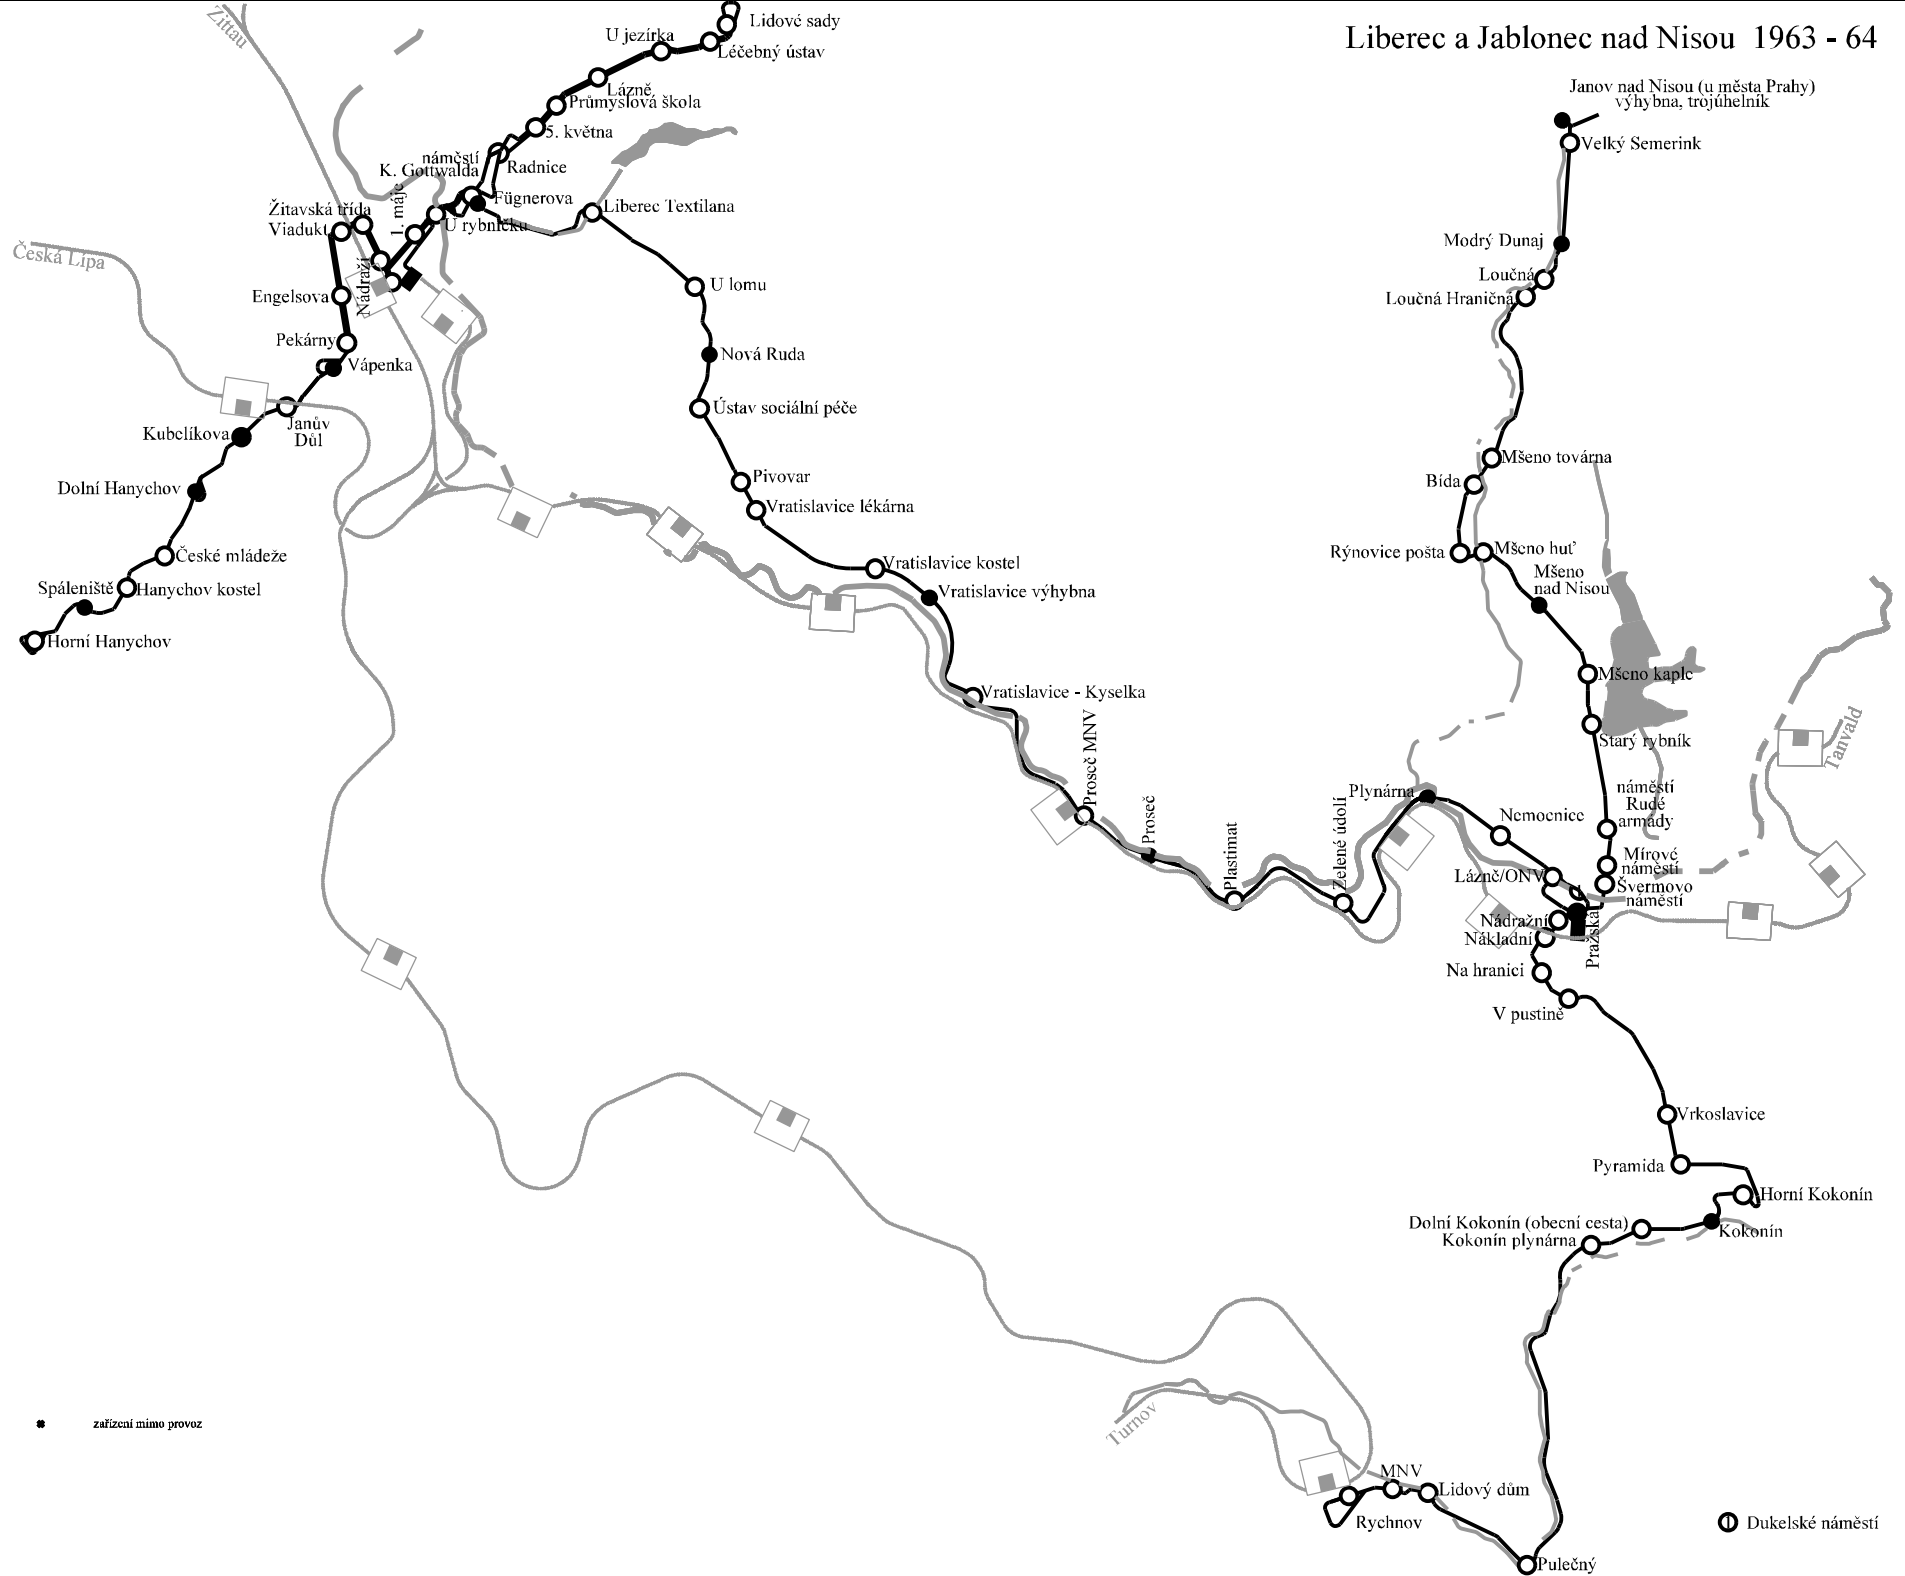 Liberec a Jablonec nad Nisou 1963 - 64
Zittau
Lidové sady
U jezírka
Léčebný ústav
Lázně
Průmyslová škola
5. května
náměstí
K. Gottwalda
Radnice
Fügnerova
U rybníčku
1. máje
Žitavská třída
Viadukt
Nádraží
Engelsova
Pekárny
Vápenka
Janův
Důl
Kubelíkova
Dolní Hanychov
České mládeže
Spáleniště
Hanychov kostel
Horní Hanychov
Česká Lípa
Liberec Textilana
U lomu
Nová Ruda
Ústav sociální péče
Pivovar
Vratislavice lékárna
Vratislavice kostel
Vratislavice výhybna
Vratislavice - Kyselka
Proseč MNV
Proseč
Plastimat
Zelené údolí
Plynárna
Nemocnice
Lázně/ONV
Janov nad Nisou (u města Prahy)
výhybna, trojúhelník
Velký Semerink
Modrý Dunaj
Loučná
Loučná Hraničná
Mšeno továrna
Bída
Rýnovice pošta
Mšeno huť
Mšeno
nad Nisou
Mšeno kaple
Starý rybník
náměstí
Rudé
armády
Mírové
náměstí
Švermovo
náměstí
Tanvald
Nádražní
Nákladní
Pražská
Na hranici
V pustině
Vrkoslavice
Pyramida
Horní Kokonín
Dolní Kokonín (obecní cesta)
Kokonín plynárna
Kokonín
Turnov
MNV
Lidový dům
Rychnov
Pulečný
Dukelské náměstí
zařízení mimo provoz